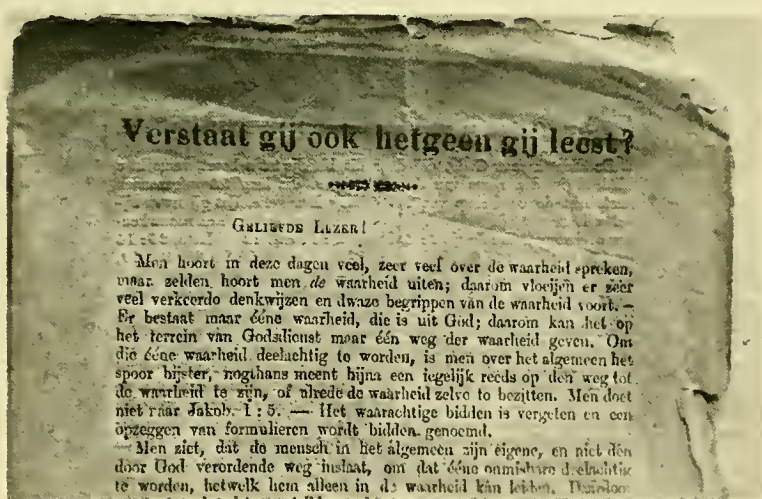 Verstaat gij ook hetgeen gij leest?
GELIEFDE LEZER!
Men hoort in deze dagen veel, zeer veel over de waarheid spreken,
maar zelden hoort men de waarheid uiten; daarom vloeijen er zeer
veel verkeerde denkwijzen en dwaze begrippen van de waarheid voort. —
Er bestaat maar ééne waarheid, die is uit God; daarom kan het op
het terrein van Godsdienst maar één weg der waarheid geven. Om
die ééne waarheid deelachtig te worden, is men over het algemeen het
spoor bijster, nogthans meent bijna een iegelijk reeds op den weg tot
de waarheid te zijn, of alrede de waarheid zelve te bezitten. Men doet
niet naar Jakob. 1 : 5. — Het waarachtige bidden is vergeten en een
opzeggen van formulieren wordt bidden genoemd.
Men ziet, dat de mensch in het algemeen zijn eigene, en niet den
door God verordende weg inslaat, om dat ééne onmisbare deelachtig
te worden, hetwelk hem alleen in de waarheid kan leiden.